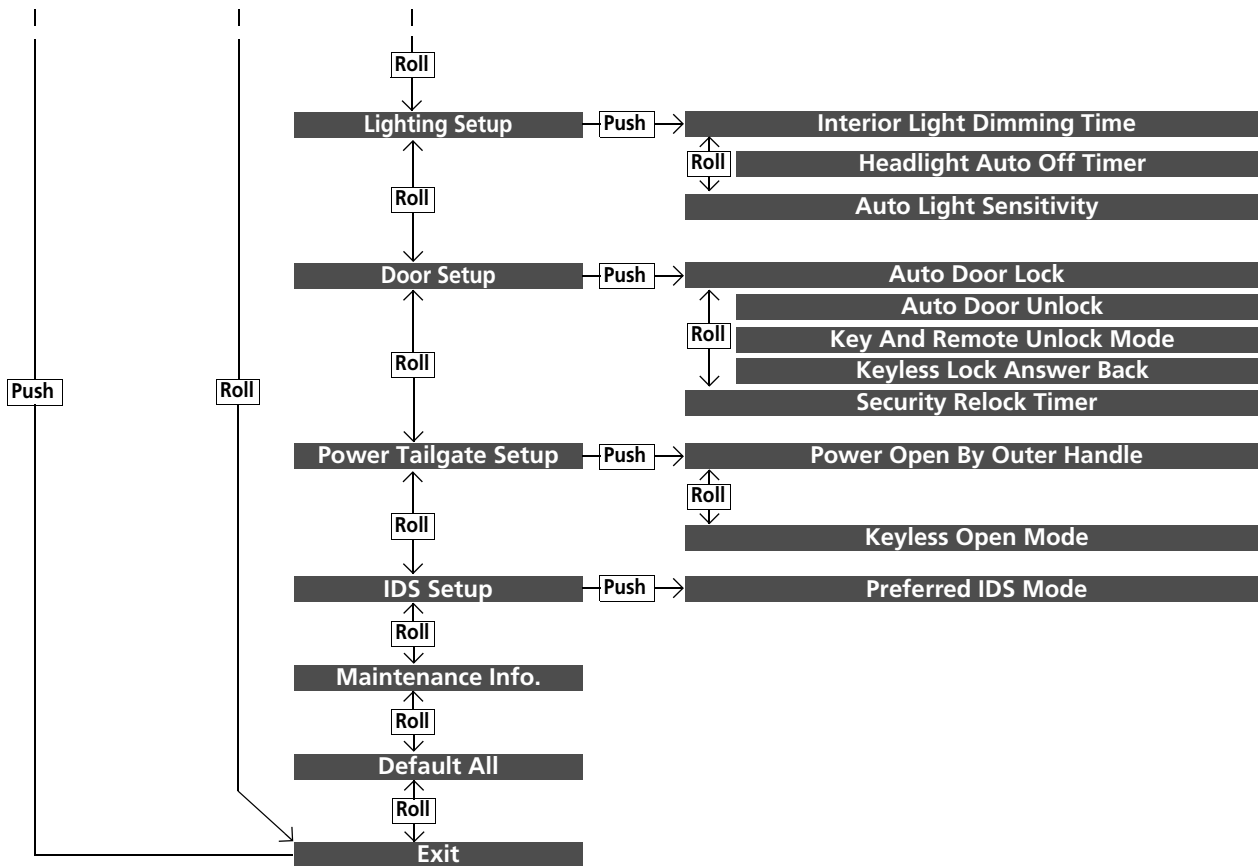 Roll
Lighting Setup Push Interior Light Dimming Time
Roll Headlight Auto Off Timer
Roll
Auto Light Sensitivity
Door Setup Push Auto Door Lock
Auto Door Unlock
Roll Key And Remote Unlock Mode
Roll
Keyless Lock Answer Back
Push Roll
Security Relock Timer
Power Tailgate Setup Push Power Open By Outer Handle
Roll
Roll
Keyless Open Mode
IDS Setup Push Preferred IDS Mode
Roll
Maintenance Info.
Roll
Default All
Roll
Exit